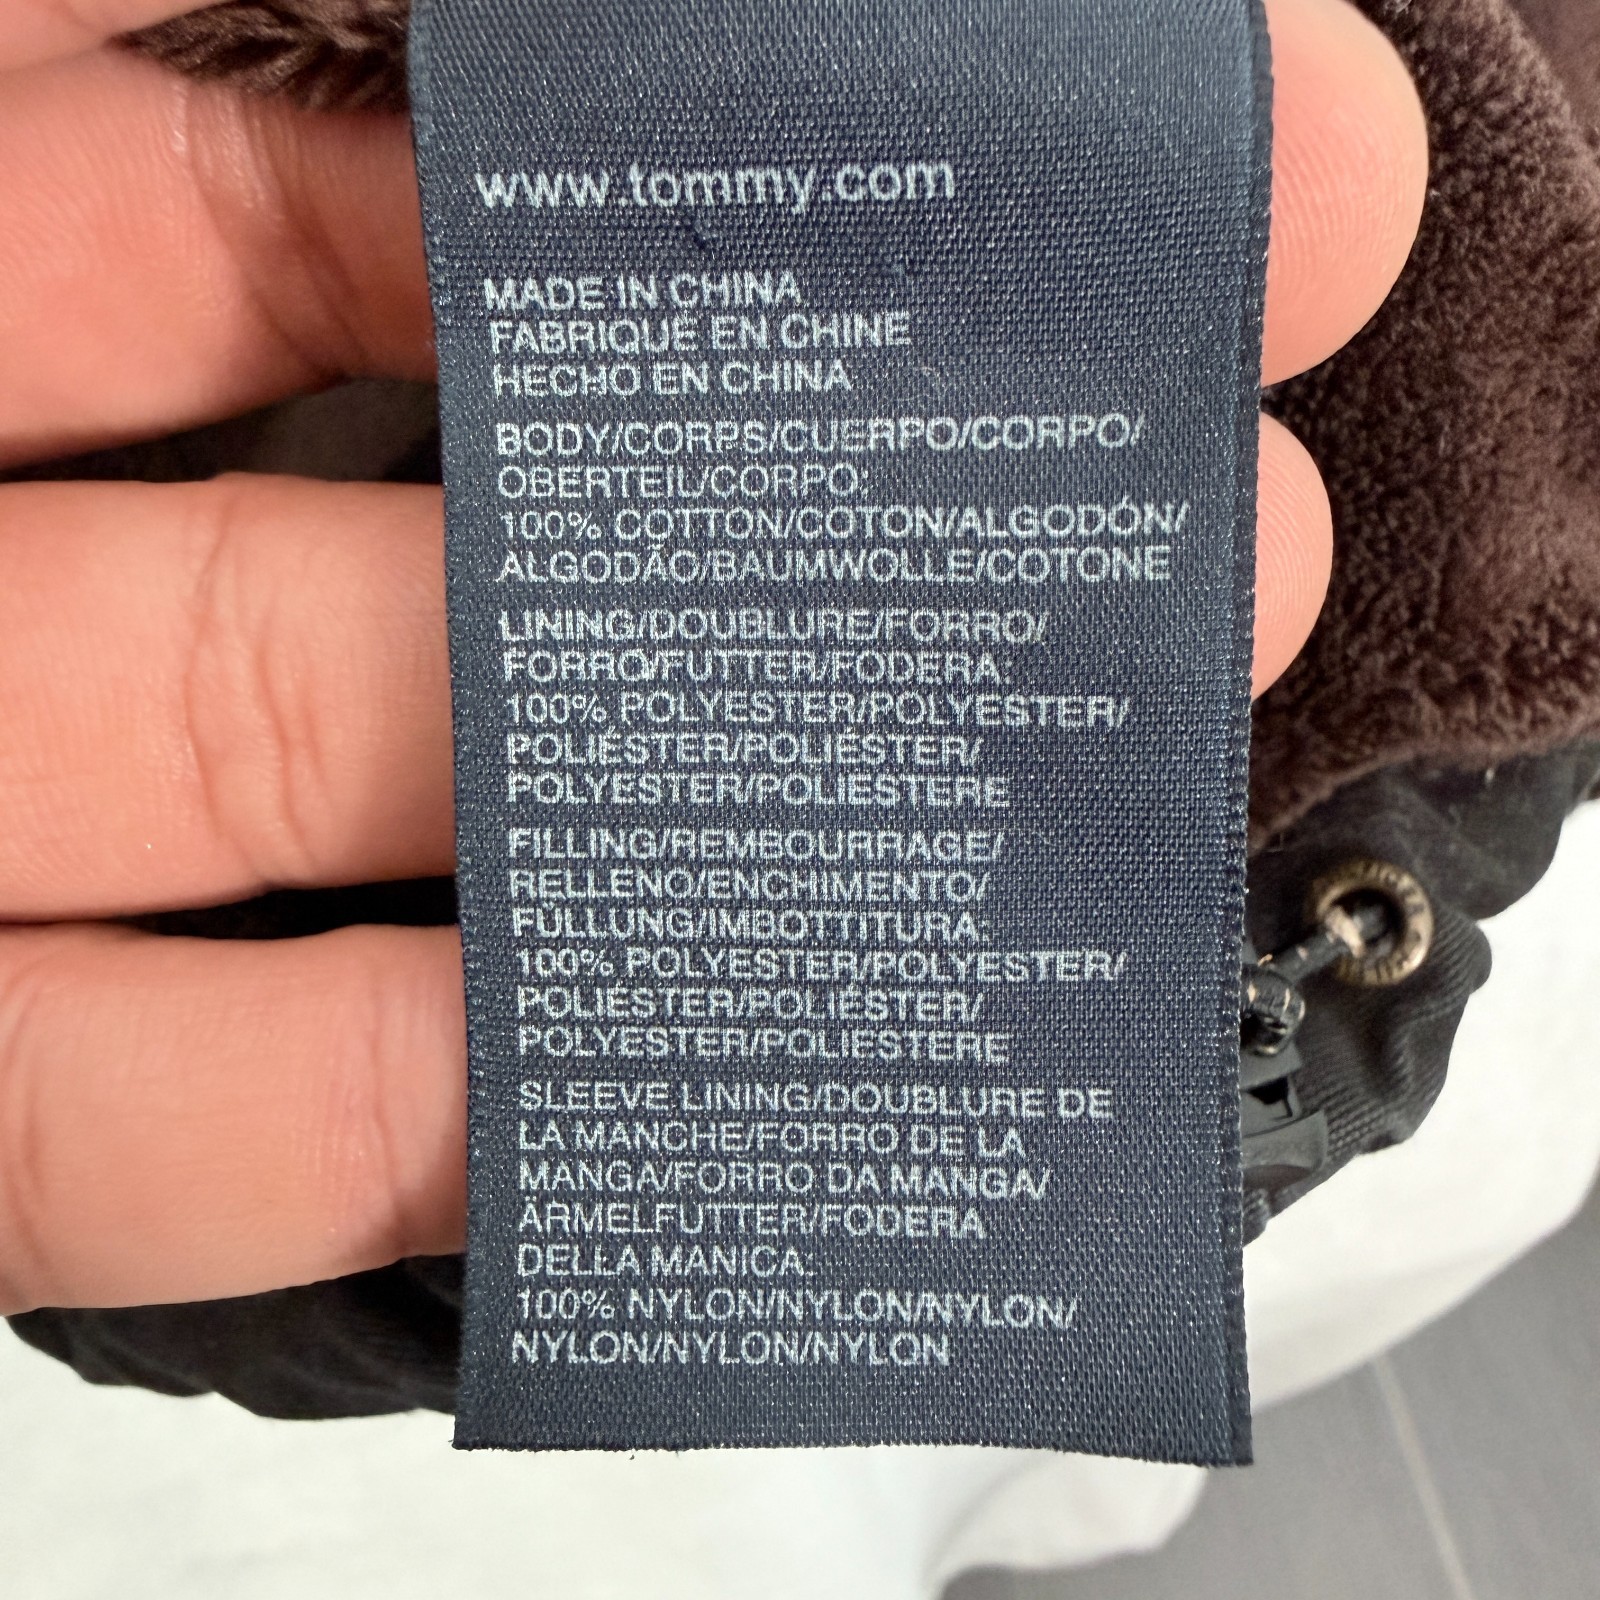 www.tommy.com
MADE IN CHINA
FABRIQUÉ EN CHINE
HECHO EN CHINA
BODY/CORPS/CUERPO/CORPO/
OBERTEIL/CORPO:
100% COTTON/COTON/ALGODÓN/
ALGODÃO/BAUMWOLLE/COTONE
LINING/DOUBLURE/FORRO/
FORRO/FUTTER/FODERA:
100% POLYESTER/POLYESTER/
POLIÉSTER/POLIÉSTER/
POLYESTER/POLIESTERE
FILLING/REMBOURRAGE/
RELLENO/ENCHIMENTO/
FÜLLUNG/IMBOTTITURA:
100% POLYESTER/POLYESTER/
POLIÉSTER/POLIÉSTER/
POLYESTER/POLIESTERE
SLEEVE LINING/DOUBLURE DE
LA MANCHE/FORRO DE LA
MANGA/FORRO DA MANGA/
ÄRMELFUTTER/FODERA
DELLA MANICA:
100% NYLON/NYLON/NYLON/
NYLON/NYLON/NYLON